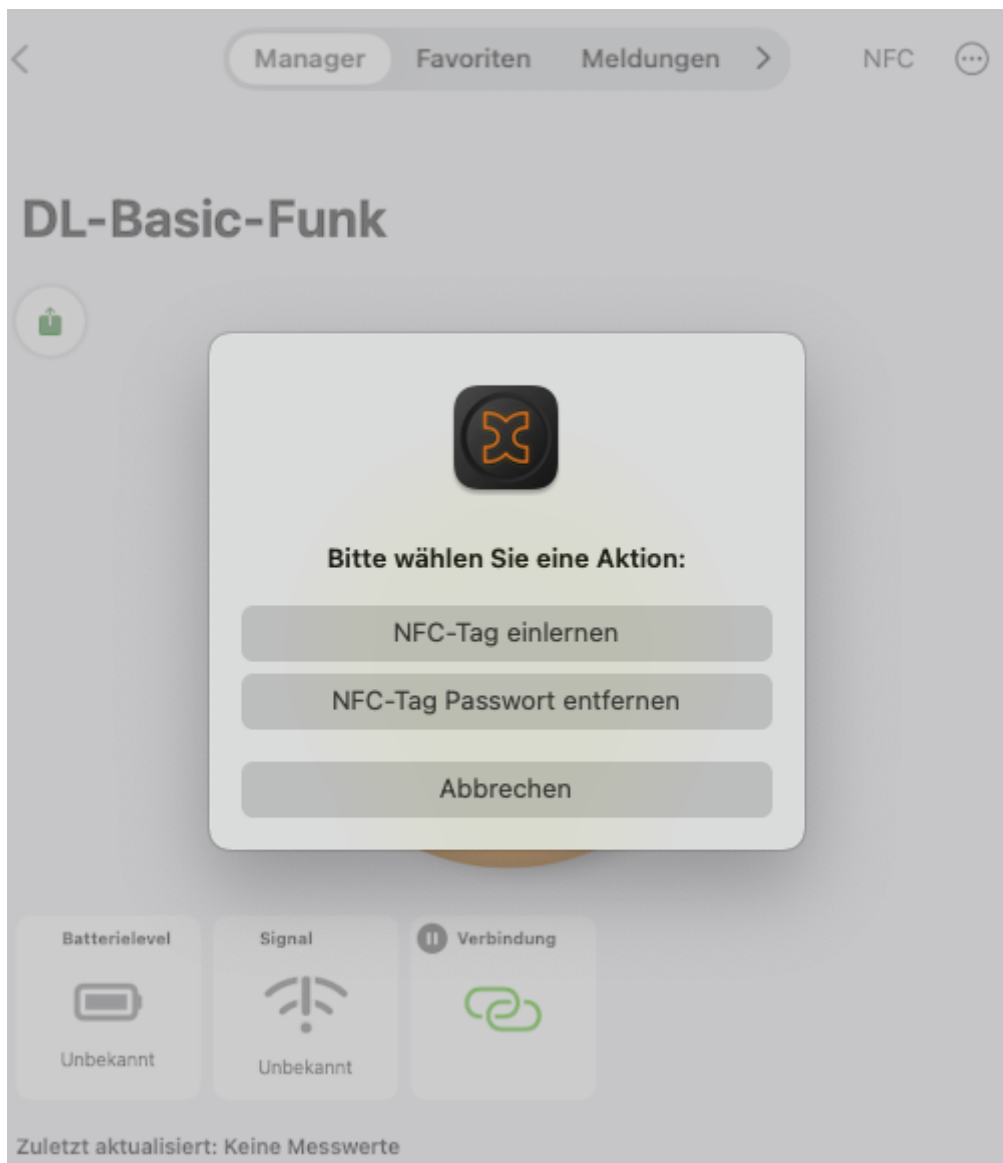 Manager Favoriten Meldungen NFC
DL-Basic-Funk
Bitte wählen Sie eine Aktion:
NFC-Tag einlernen
NFC-Tag Passwort entfernen
Abbrechen
Batterielevel Signal Verbindung
Unbekannt Unbekannt
Zuletzt aktualisiert: Keine Messwerte